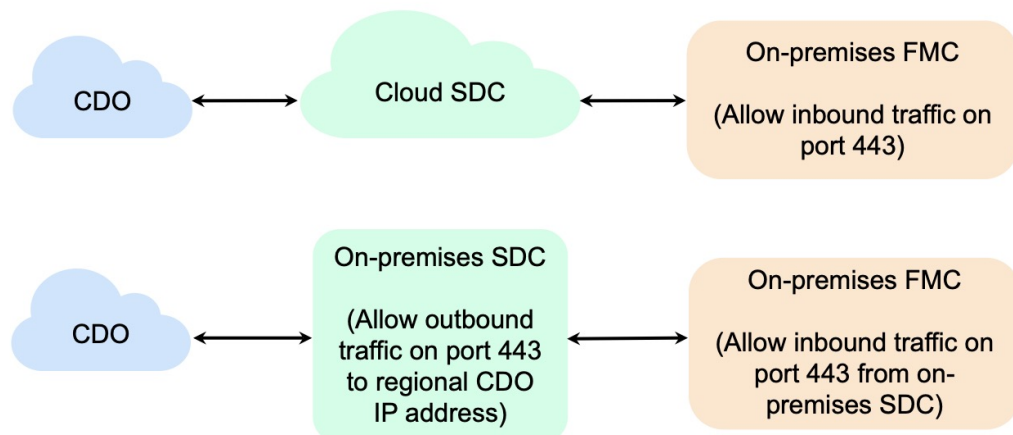 CDO
Cloud SDC
On-premises FMC
(Allow inbound traffic on
port 443)
CDO
On-premises SDC
(Allow outbound
traffic on port 443
to regional CDO
IP address)
On-premises FMC
(Allow inbound traffic on
port 443 from on-
premises SDC)